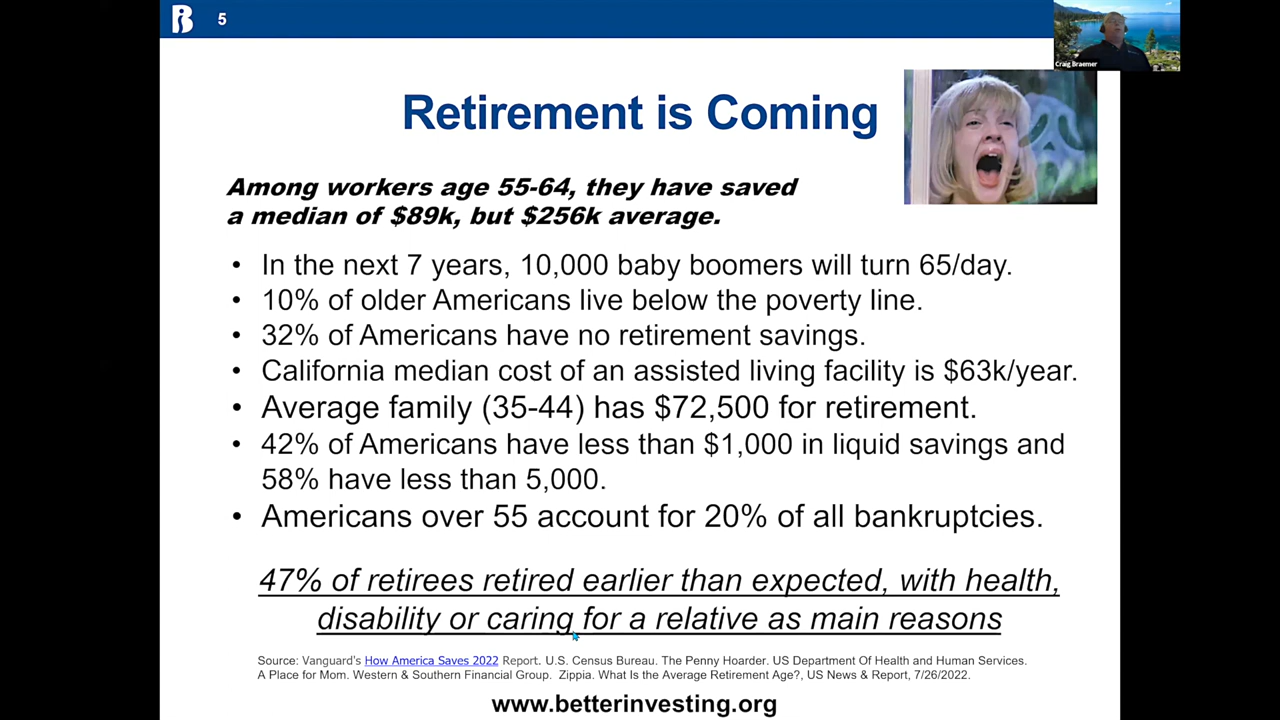 5
Craig Braemer
Retirement is Coming
Among workers age 55-64, they have saved
a median of $89k, but $256k average.
• In the next 7 years, 10,000 baby boomers will turn 65/day.
• 10% of older Americans live below the poverty line.
• 32% of Americans have no retirement savings.
• California median cost of an assisted living facility is $63k/year.
• Average family (35-44) has $72,500 for retirement.
• 42% of Americans have less than $1,000 in liquid savings and
58% have less than 5,000.
• Americans over 55 account for 20% of all bankruptcies.
47% of retirees retired earlier than expected, with health,
disability or caring for a relative as main reasons
Source: Vanguard's How America Saves 2022 Report. U.S. Census Bureau. The Penny Hoarder. US Department Of Health and Human Services.
A Place for Mom. Western & Southern Financial Group. Zippia. What Is the Average Retirement Age?, US News & Report, 7/26/2022.
www.betterinvesting.org